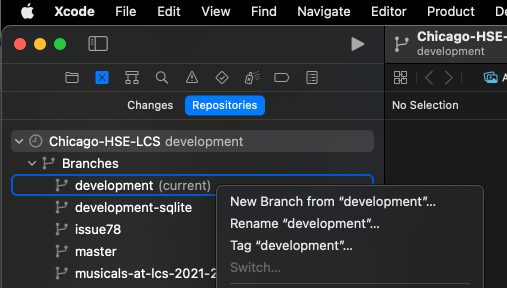 Xcode File Edit View Find Navigate Editor Product De
Chicago-HSE-
development
Changes Repositories
No Selection
Chicago-HSE-LCS development
Branches
development (current)
development-sqlite
issue78
master
musicals-at-lcs-2021-2
New Branch from “development”...
Rename “development”...
Tag “development”...
Switch...